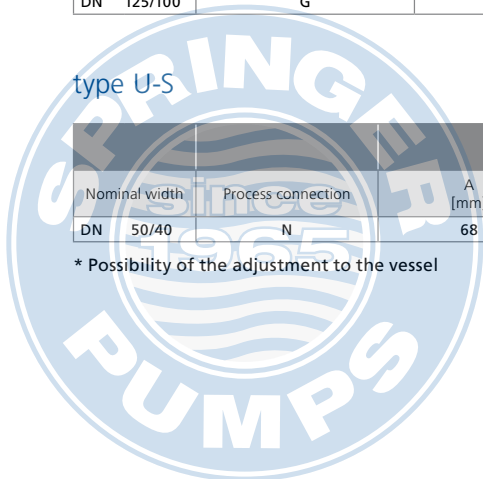 DN 125/100 G
type U-S
A
Nominal width Process connection [mm
DN 50/40 N 68
* Possibility of the adjustment to the vessel
SPRINGER
since
1965
PUMPS